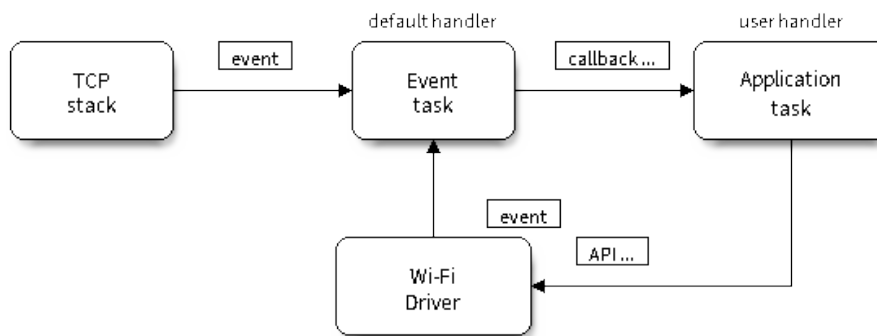 default handler
user handler
event
callback ...
TCP
stack
Event
task
Application
task
event
API ...
Wi-Fi
Driver